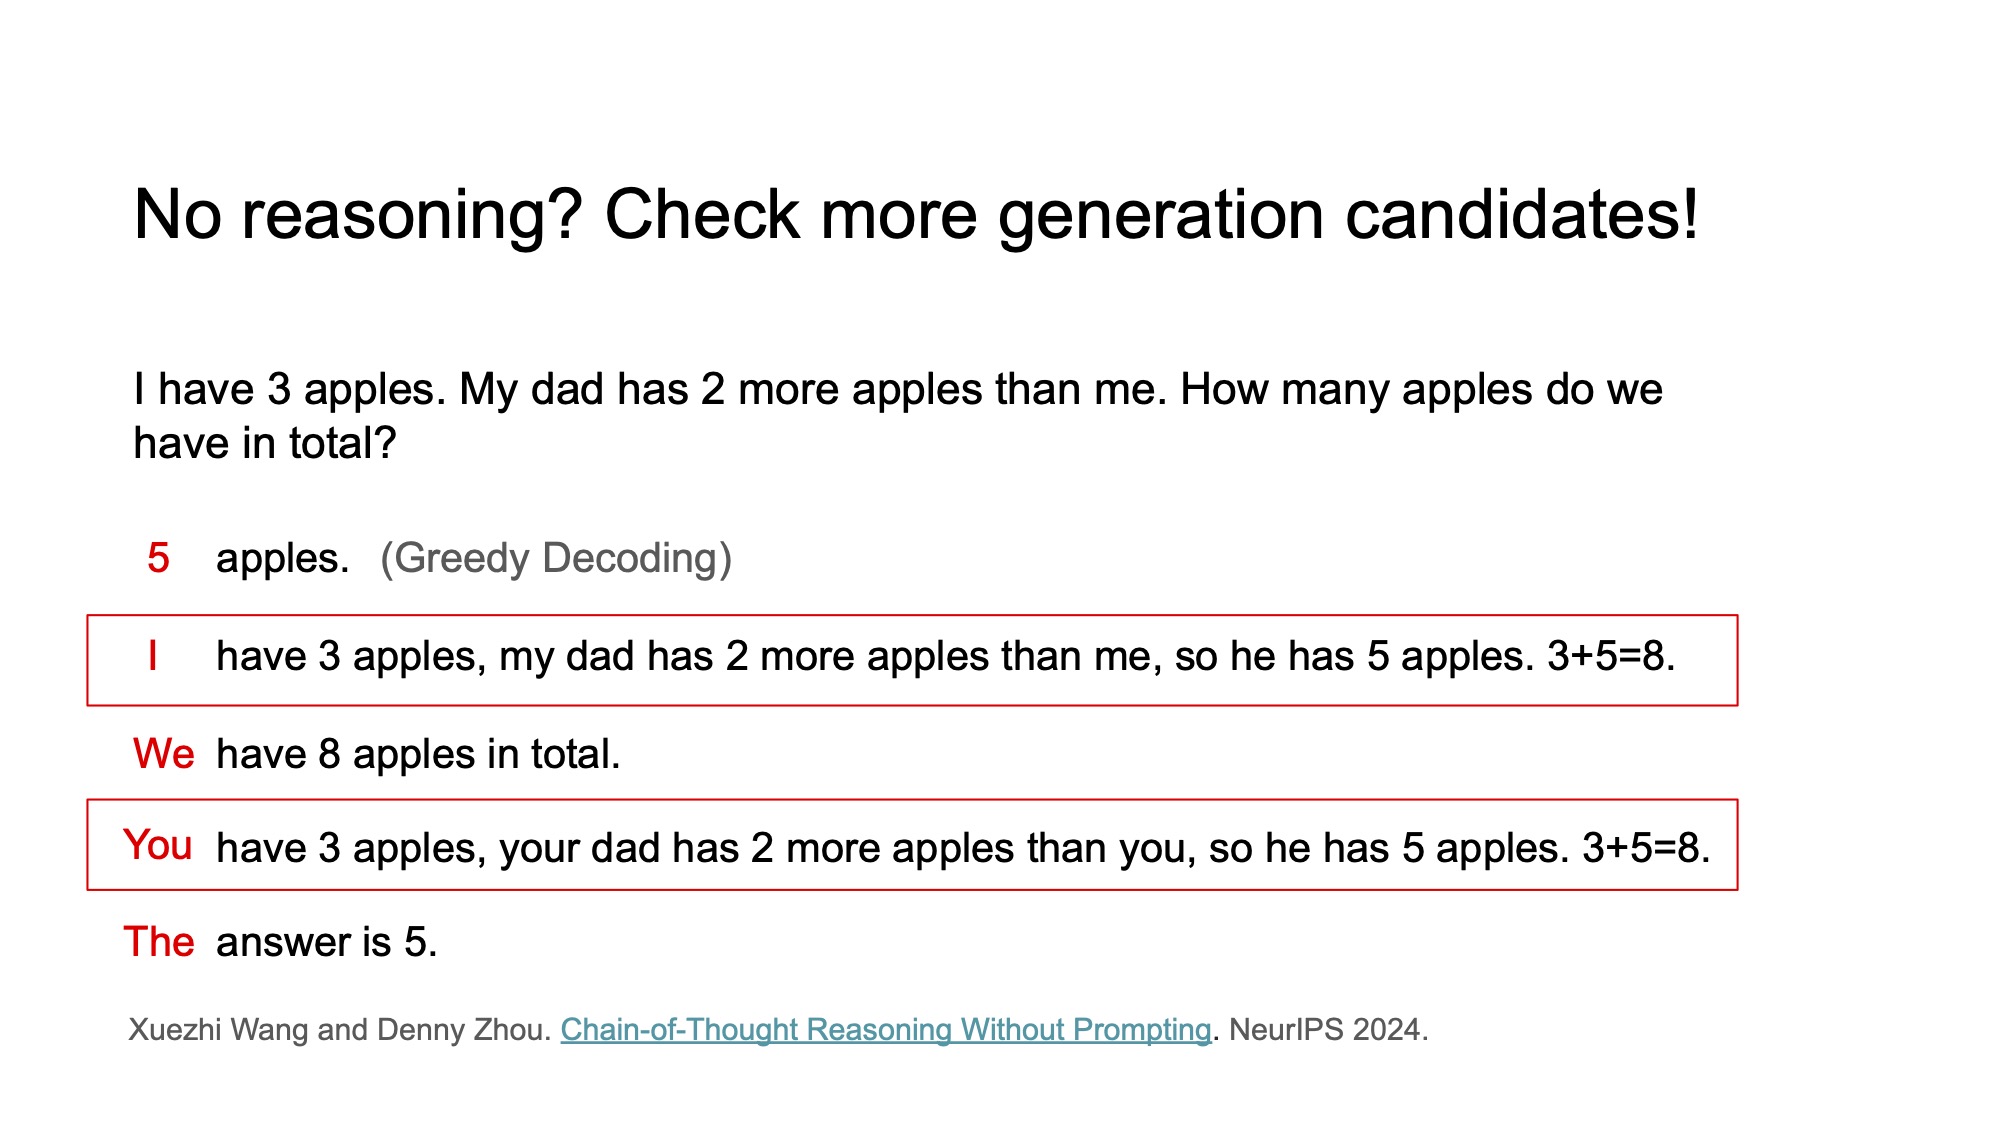 No reasoning? Check more generation candidates!
I have 3 apples. My dad has 2 more apples than me. How many apples do we
have in total?
5 apples. (Greedy Decoding)
I have 3 apples, my dad has 2 more apples than me, so he has 5 apples. 3+5=8.
We have 8 apples in total.
You have 3 apples, your dad has 2 more apples than you, so he has 5 apples. 3+5=8.
The answer is 5.
Xuezhi Wang and Denny Zhou. Chain-of-Thought Reasoning Without Prompting. NeurIPS 2024.